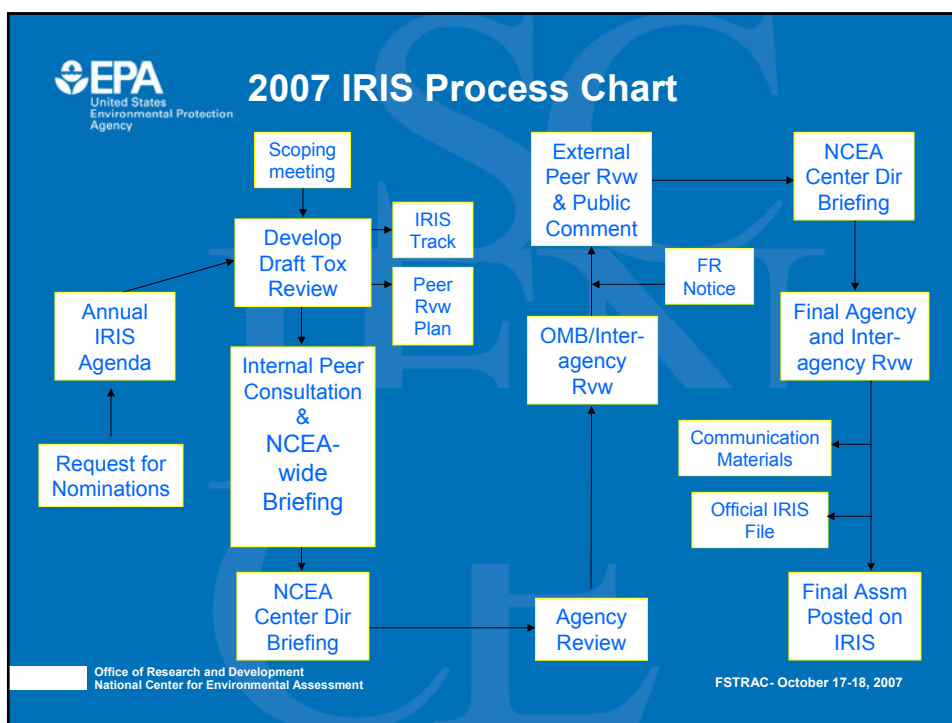 EPA
United States
Environmental Protection
Agency
2007 IRIS Process Chart
Scoping
meeting
Develop
Draft Tox
Review
IRIS
Track
Peer
Rvw
Plan
Annual
IRIS
Agenda
Request for
Nominations
Internal Peer
Consultation
&
NCEA-
wide
Briefing
NCEA
Center Dir
Briefing
External
Peer Rvw
& Public
Comment
FR
Notice
OMB/Inter-
agency
Rvw
Agency
Review
NCEA
Center Dir
Briefing
Final Agency
and Inter-
agency Rvw
Communication
Materials
Official IRIS
File
Final Assm
Posted on
IRIS
Office of Research and Development
National Center for Environmental Assessment
FSTRAC- October 17-18, 2007
SC
IEN
CE